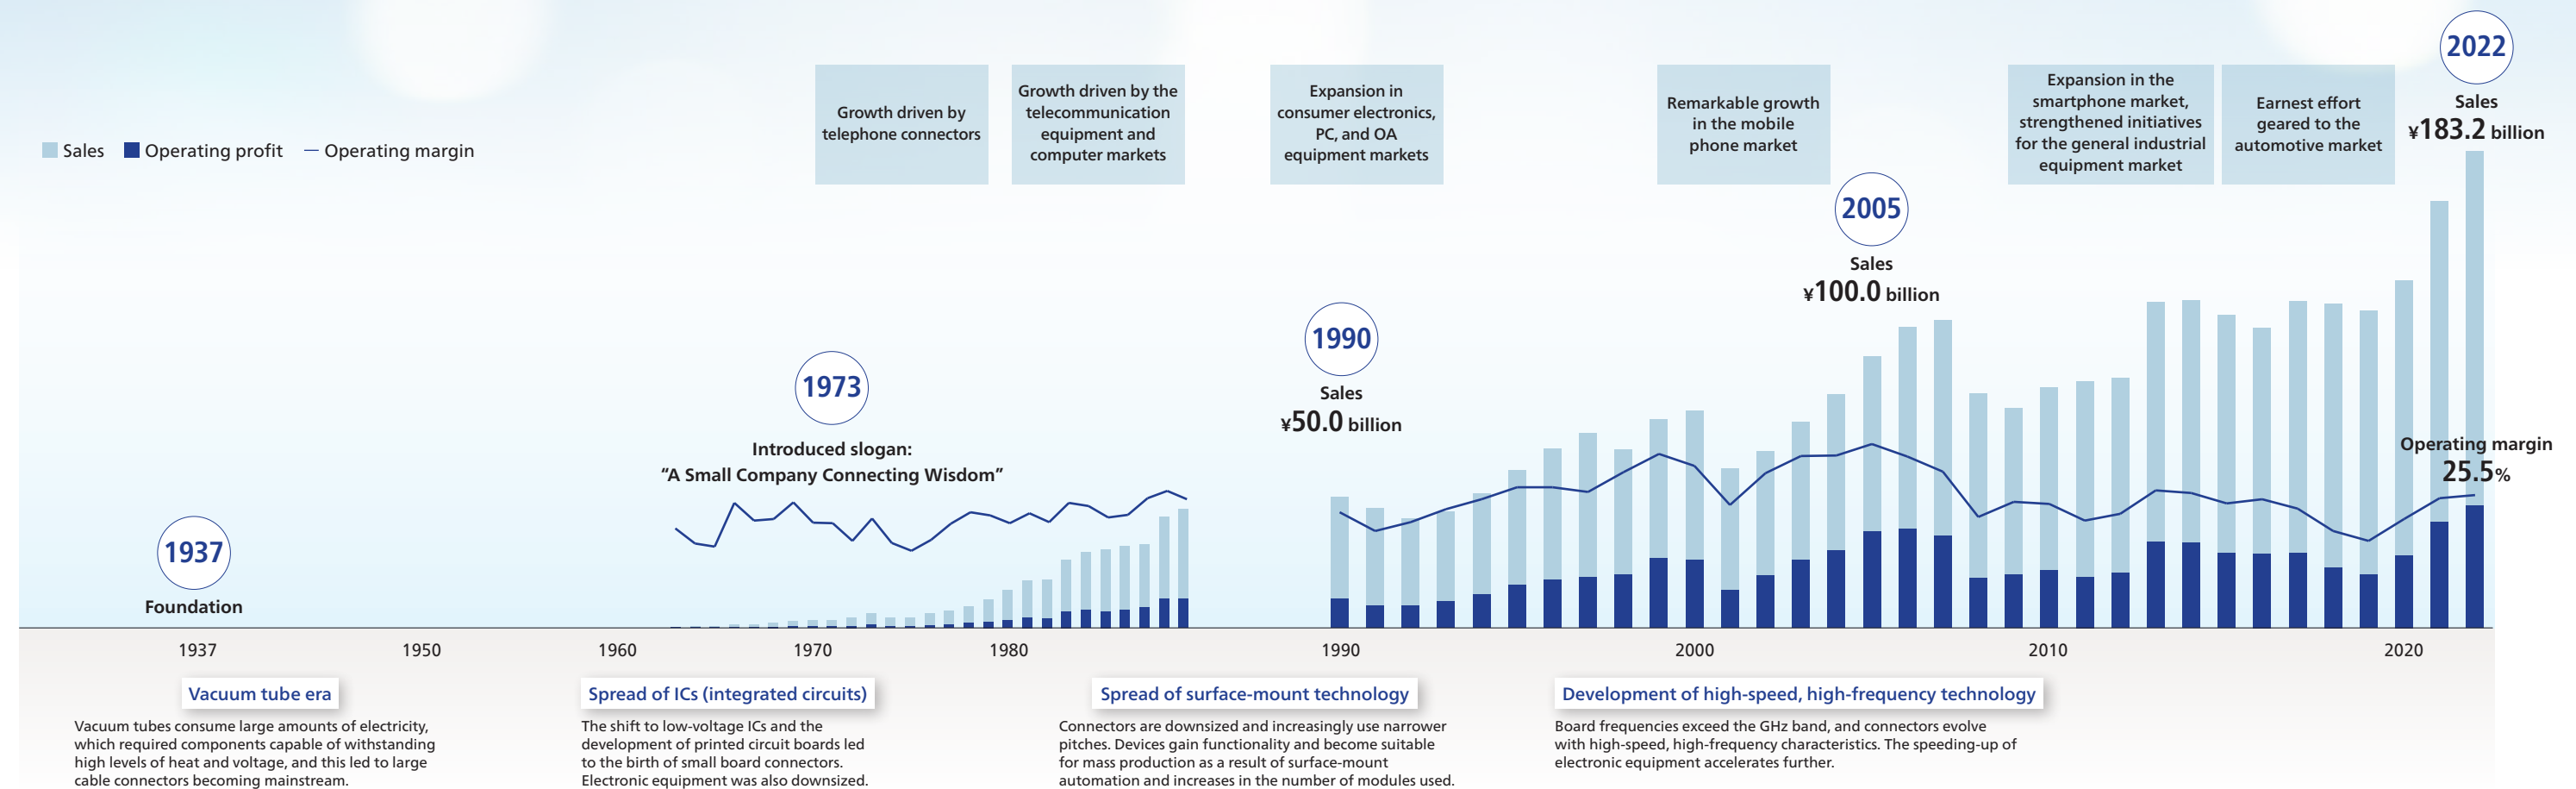 Sales
Operating profit
Operating margin
Growth driven by
telephone connectors
Growth driven by the
telecommunication
equipment and
computer markets
Expansion in
consumer electronics,
PC, and OA
equipment markets
Remarkable growth
in the mobile
phone market
Expansion in the
smartphone market,
strengthened initiatives
for the general industrial
equipment market
Earnest effort
geared to the
automotive market
2022
Sales
¥183.2 billion
2005
Sales
¥100.0 billion
1990
Sales
¥50.0 billion
1973
Introduced slogan:
“A Small Company Connecting Wisdom”
1937
Foundation
Operating margin
25.5%
1937
1950
1960
1970
1980
1990
2000
2010
2020
Vacuum tube era
Vacuum tubes consume large amounts of electricity,
which required components capable of withstanding
high levels of heat and voltage, and this led to large
cable connectors becoming mainstream.
Spread of ICs (integrated circuits)
The shift to low-voltage ICs and the
development of printed circuit boards led
to the birth of small board connectors.
Electronic equipment was also downsized.
Spread of surface-mount technology
Connectors are downsized and increasingly use narrower
pitches. Devices gain functionality and become suitable
for mass production as a result of surface-mount
automation and increases in the number of modules used.
Development of high-speed, high-frequency technology
Board frequencies exceed the GHz band, and connectors evolve
with high-speed, high-frequency characteristics. The speeding-up of
electronic equipment accelerates further.